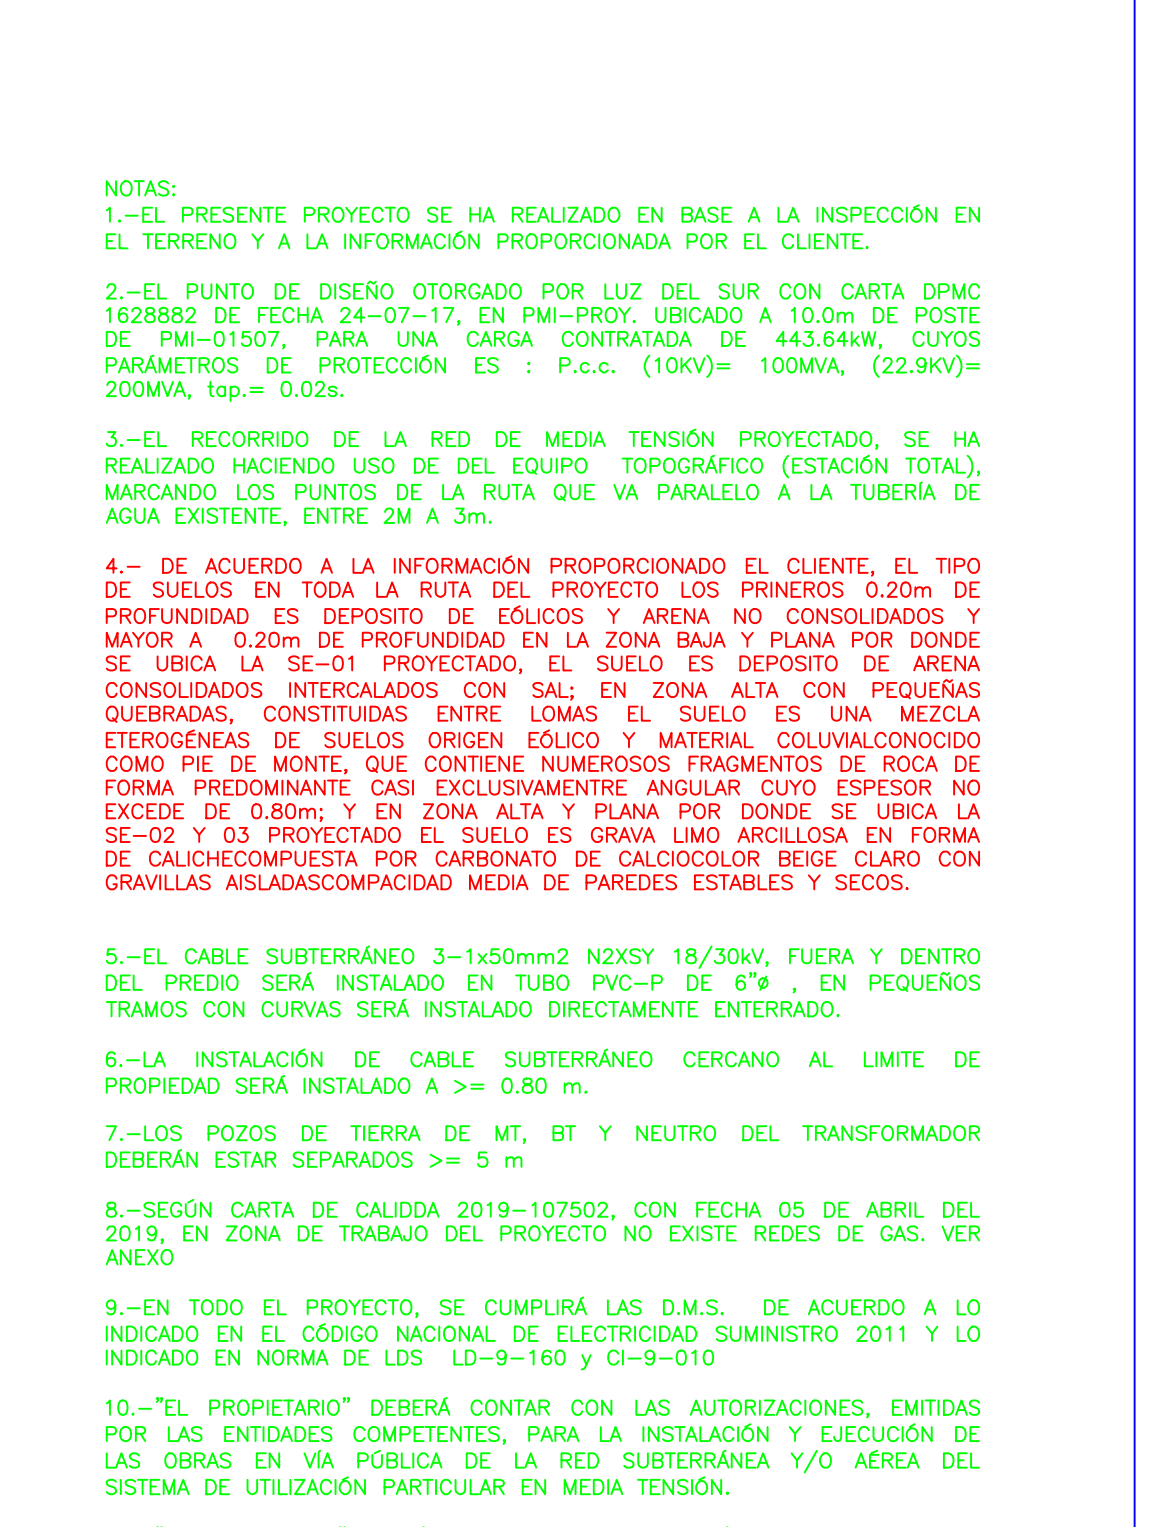 NOTAS:
1.-EL PRESENTE PROYECTO SE HA REALIZADO EN BASE A LA INSPECCIÓN EN
EL TERRENO Y A LA INFORMACIÓN PROPORCIONADA POR EL CLIENTE.
2.-EL PUNTO DE DISEÑO OTORGADO POR LUZ DEL SUR CON CARTA DPMC
1628882 DE FECHA 24-07-17, EN PMI-PROY. UBICADO A 10.0m DE POSTE
DE PMI-01507, PARA UNA CARGA CONTRATADA DE 443.64kW, CUYOS
PARÁMETROS DE PROTECCIÓN ES : P.c.c. (10KV)= 100MVA, (22.9KV)=
200MVA, tap.= 0.02s.
3.-EL RECORRIDO DE LA RED DE MEDIA TENSIÓN PROYECTADO, SE HA
REALIZADO HACIENDO USO DE DEL EQUIPO TOPOGRÁFICO (ESTACIÓN TOTAL),
MARCANDO LOS PUNTOS DE LA RUTA QUE VA PARALELO A LA TUBERÍA DE
AGUA EXISTENTE, ENTRE 2M A 3m.
4.- DE ACUERDO A LA INFORMACIÓN PROPORCIONADO EL CLIENTE, EL TIPO
DE SUELOS EN TODA LA RUTA DEL PROYECTO LOS PRINEROS 0.20m DE
PROFUNDIDAD ES DEPOSITO DE EÓLICOS Y ARENA NO CONSOLIDADOS Y
MAYOR A 0.20m DE PROFUNDIDAD EN LA ZONA BAJA Y PLANA POR DONDE
SE UBICA LA SE-01 PROYECTADO, EL SUELO ES DEPOSITO DE ARENA
CONSOLIDADOS INTERCALADOS CON SAL; EN ZONA ALTA CON PEQUEÑAS
QUEBRADAS, CONSTITUIDAS ENTRE LOMAS EL SUELO ES UNA MEZCLA
ETEROGÉNEAS DE SUELOS ORIGEN EÓLICO Y MATERIAL COLUVIALCONOCIDO
COMO PIE DE MONTE, QUE CONTIENE NUMEROSOS FRAGMENTOS DE ROCA DE
FORMA PREDOMINANTE CASI EXCLUSIVAMENTRE ANGULAR CUYO ESPESOR NO
EXCEDE DE 0.80m; Y EN ZONA ALTA Y PLANA POR DONDE SE UBICA LA
SE-02 Y 03 PROYECTADO EL SUELO ES GRAVA LIMO ARCILLOSA EN FORMA
DE CALICHECOMPUESTA POR CARBONATO DE CALCIOCOLOR BEIGE CLARO CON
GRAVILLAS AISLADASCOMPACIDAD MEDIA DE PAREDES ESTABLES Y SECOS.
5.-EL CABLE SUBTERRÁNEO 3-1x50mm2 N2XSY 18/30kV, FUERA Y DENTRO
DEL PREDIO SERÁ INSTALADO EN TUBO PVC-P DE 6"ø , EN PEQUEÑOS
TRAMOS CON CURVAS SERÁ INSTALADO DIRECTAMENTE ENTERRADO.
6.-LA INSTALACIÓN DE CABLE SUBTERRÁNEO CERCANO AL LIMITE DE
PROPIEDAD SERÁ INSTALADO A >= 0.80 m.
7.-LOS POZOS DE TIERRA DE MT, BT Y NEUTRO DEL TRANSFORMADOR
DEBERÁN ESTAR SEPARADOS >= 5 m
8.-SEGÚN CARTA DE CALIDDA 2019-107502, CON FECHA 05 DE ABRIL DEL
2019, EN ZONA DE TRABAJO DEL PROYECTO NO EXISTE REDES DE GAS. VER
ANEXO
9.-EN TODO EL PROYECTO, SE CUMPLIRÁ LAS D.M.S. DE ACUERDO A LO
INDICADO EN EL CÓDIGO NACIONAL DE ELECTRICIDAD SUMINISTRO 2011 Y LO
INDICADO EN NORMA DE LDS LD-9-160 y CI-9-010
10.-"EL PROPIETARIO" DEBERÁ CONTAR CON LAS AUTORIZACIONES, EMITIDAS
POR LAS ENTIDADES COMPETENTES, PARA LA INSTALACIÓN Y EJECUCIÓN DE
LAS OBRAS EN VÍA PÚBLICA DE LA RED SUBTERRÁNEA Y/O AÉREA DEL
SISTEMA DE UTILIZACIÓN PARTICULAR EN MEDIA TENSIÓN.